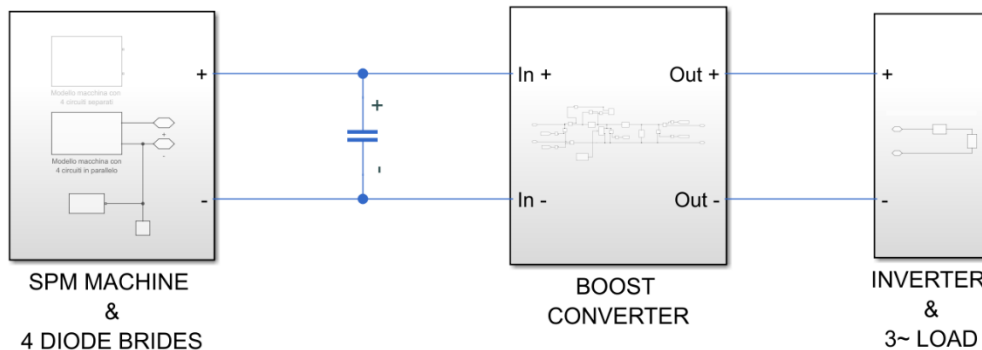 Modello macchina con
4 circuiti separati
+
-
Modello macchina con
4 circuiti in parallelo
+
-
+
-
In +
In -
Out +
Out -
+
-
SPM MACHINE
&
4 DIODE BRIDES
BOOST
CONVERTER
INVERTER
&
3~ LOAD